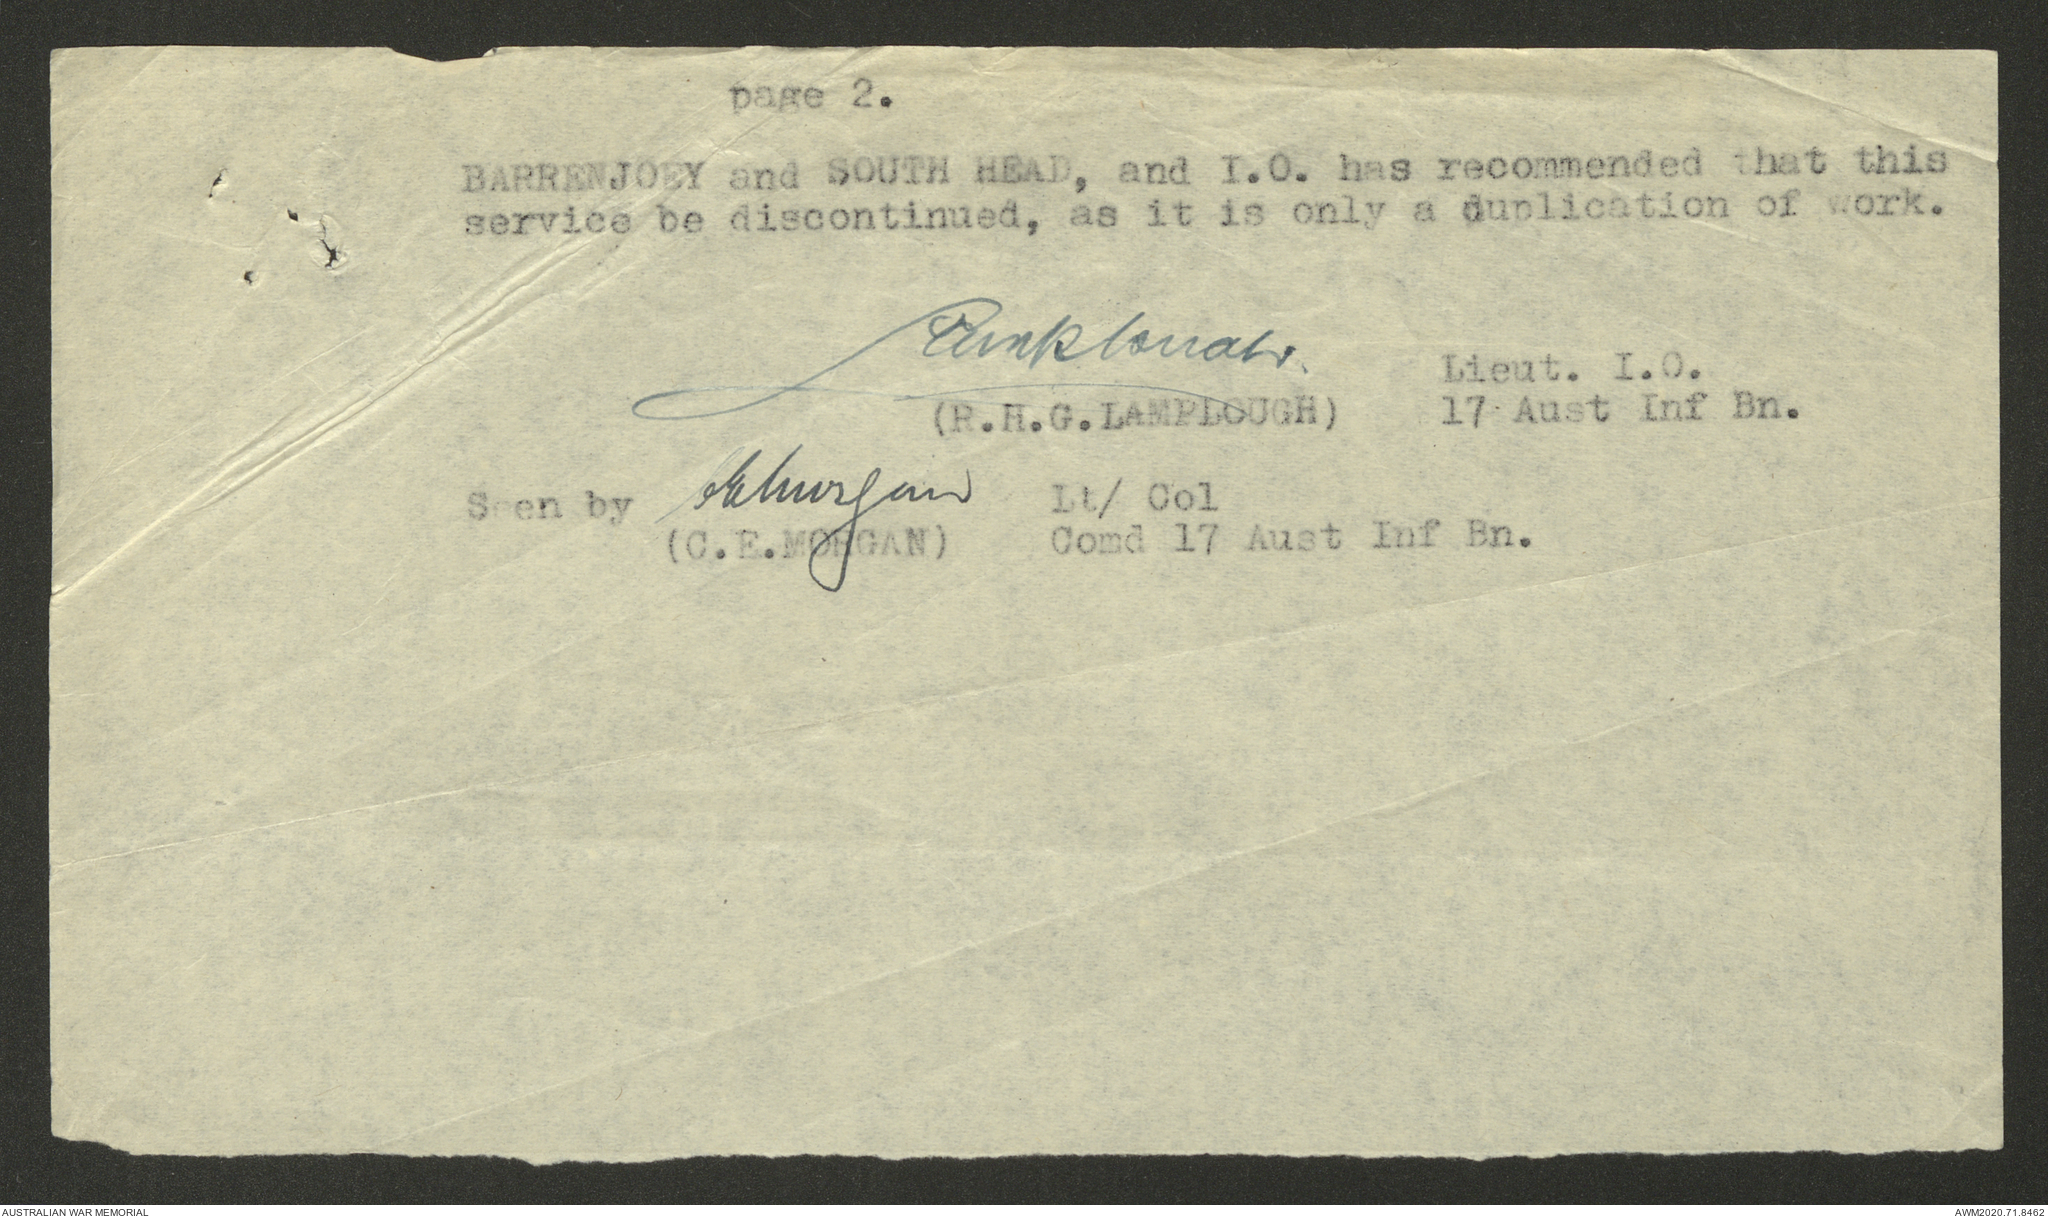 page 2.
BARRENJOEY and SOUTH HEAD, and I.O. has recommended that this
service be discontinued, as it is only a duplication of work.
Lieut. I.O.
(R.H.G.LAMPLOUGH) 17 Aust Inf Bn.
Seen by CEMorgan Lt/ Col
(C.E.MORGAN) Comd 17 Aust Inf Bn.
AUSTRALIAN WAR MEMORIAL
AWM2020.71.8462